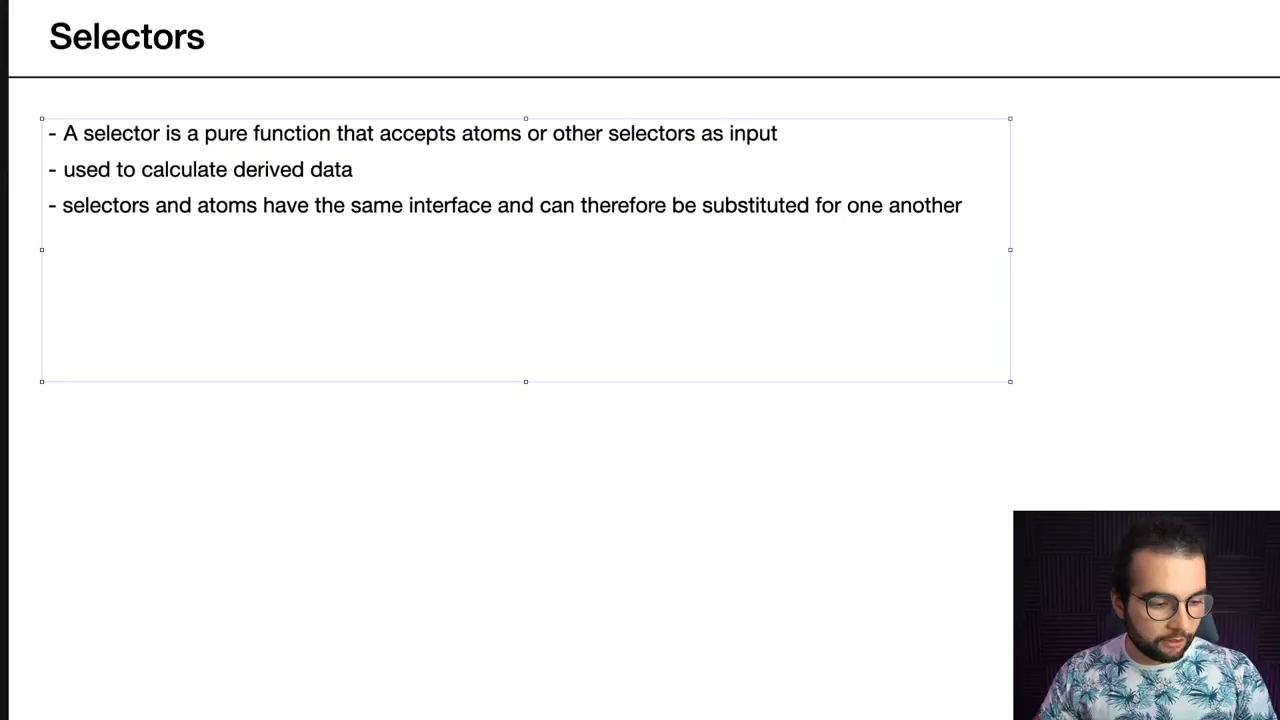 Selectors
- A selector is a pure function that accepts atoms or other selectors as input
- used to calculate derived data
- selectors and atoms have the same interface and can therefore be substituted for one another